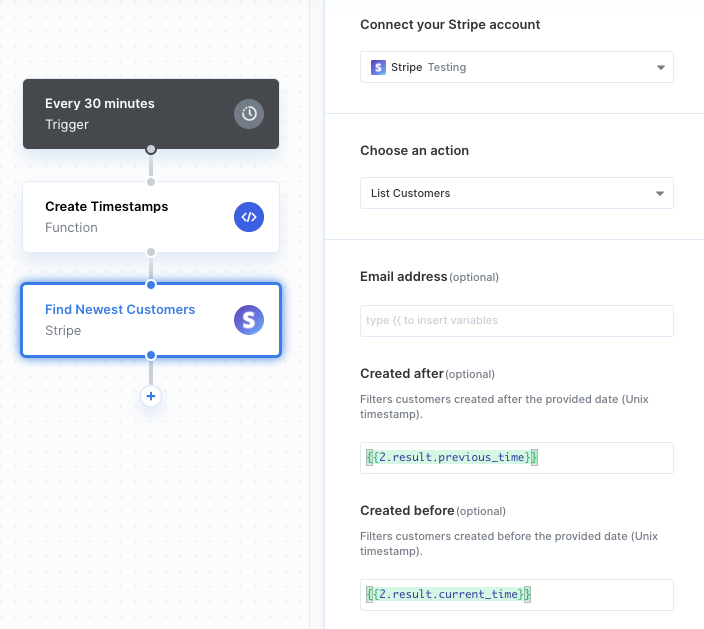 Every 30 minutes
Trigger
Create Timestamps
Function
Find Newest Customers
Stripe
Connect your Stripe account
Stripe Testing
Choose an action
List Customers
Email address (optional)
type {{ to insert variables
Created after (optional)
Filters customers created after the provided date (Unix
timestamp).
{{2.result.previous_time}}
Created before (optional)
Filters customers created before the provided date (Unix
timestamp).
{{2.result.current_time}}